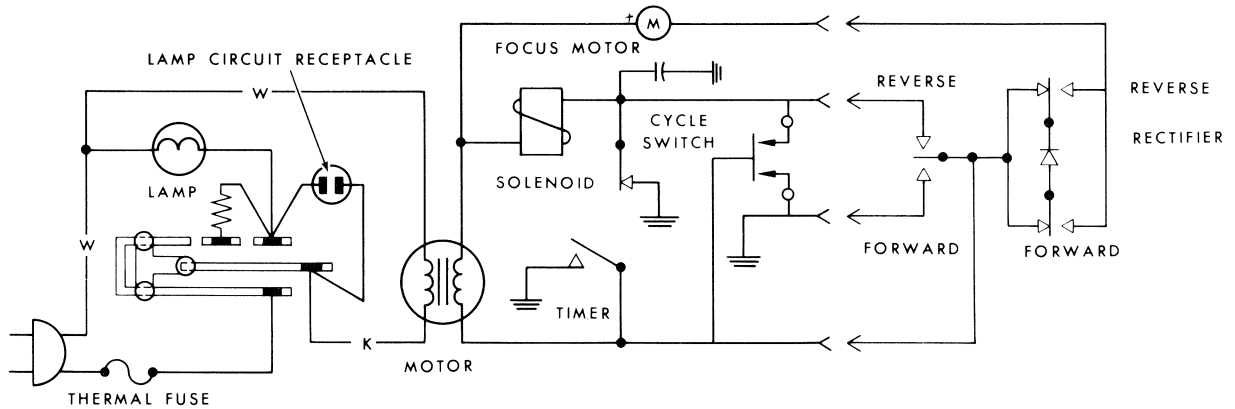 + M
FOCUS MOTOR
LAMP CIRCUIT RECEPTACLE
W
REVERSE
REVERSE
CYCLE
SWITCH
RECTIFIER
LAMP
SOLENOID
W
FORWARD
FORWARD
TIMER
K
MOTOR
THERMAL FUSE